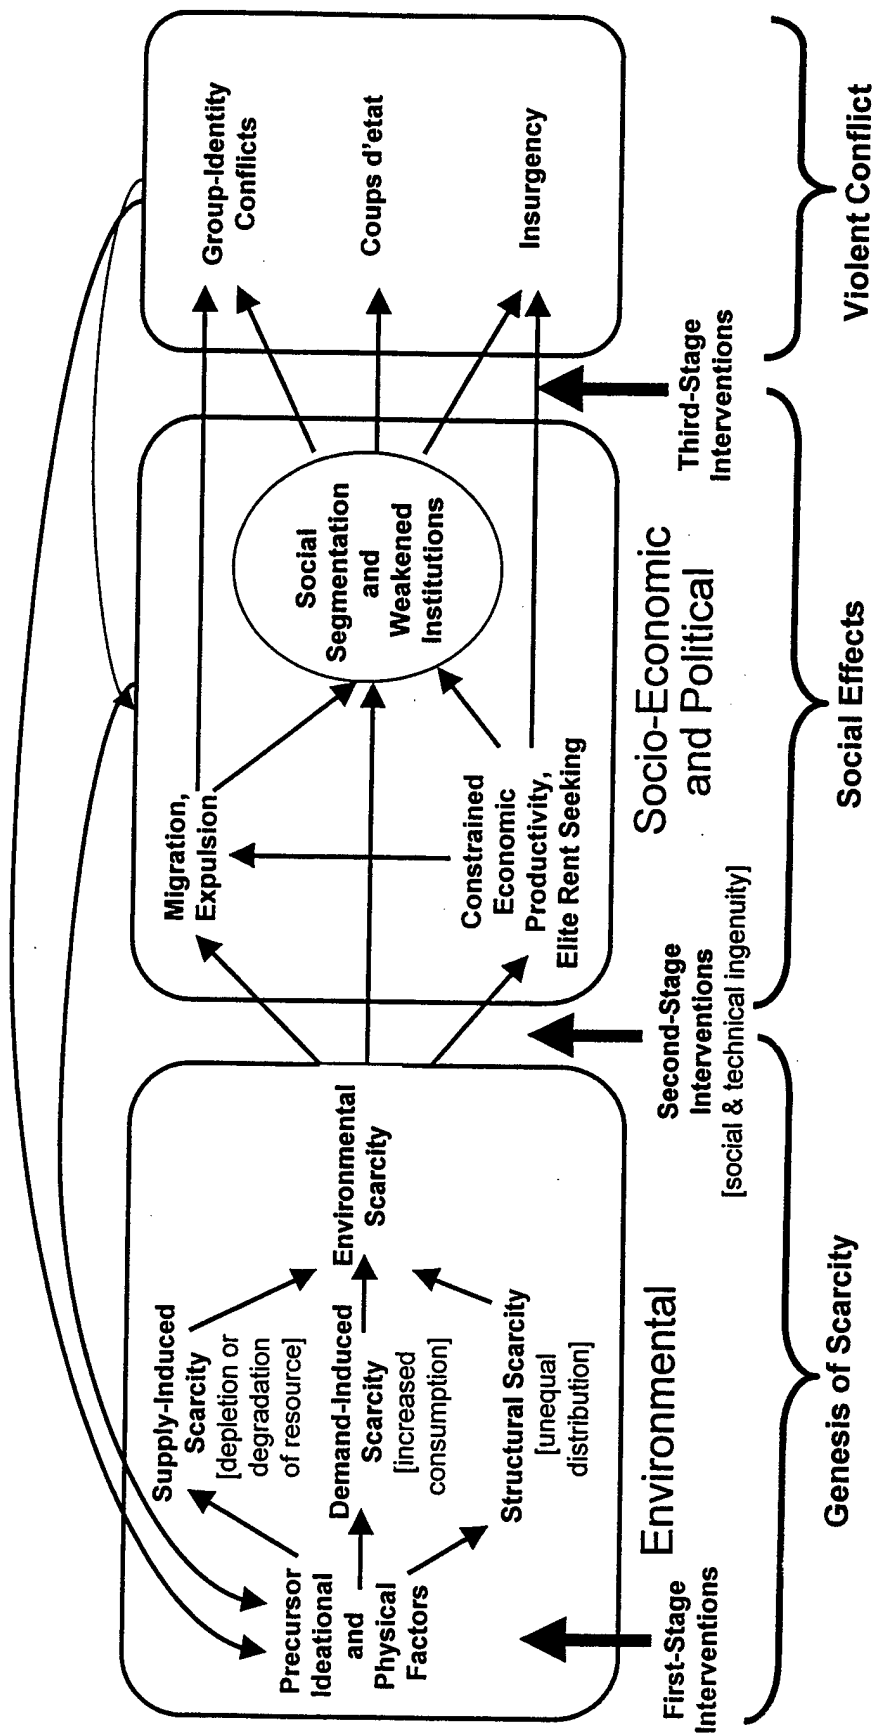 Precursor
Ideational
and
Physical
Factors
Supply-Induced
Scarcity
[depletion or
degradation
of resource]
Demand-Induced
Scarcity
[increased
consumption]
Structural Scarcity
[unequal
distribution]
Environmental
Scarcity
Environmental
First-Stage
Interventions
Genesis of Scarcity
Migration,
Expulsion
Constrained
Economic
Productivity,
Elite Rent Seeking
Social
Segmentation
and
Weakened
Institutions
Socio-Economic
and Political
Second-Stage
Interventions
[social & technical ingenuity]
Social Effects
Group-Identity
Conflicts
Coups d'etat
Insurgency
Third-Stage
Interventions
Violent Conflict